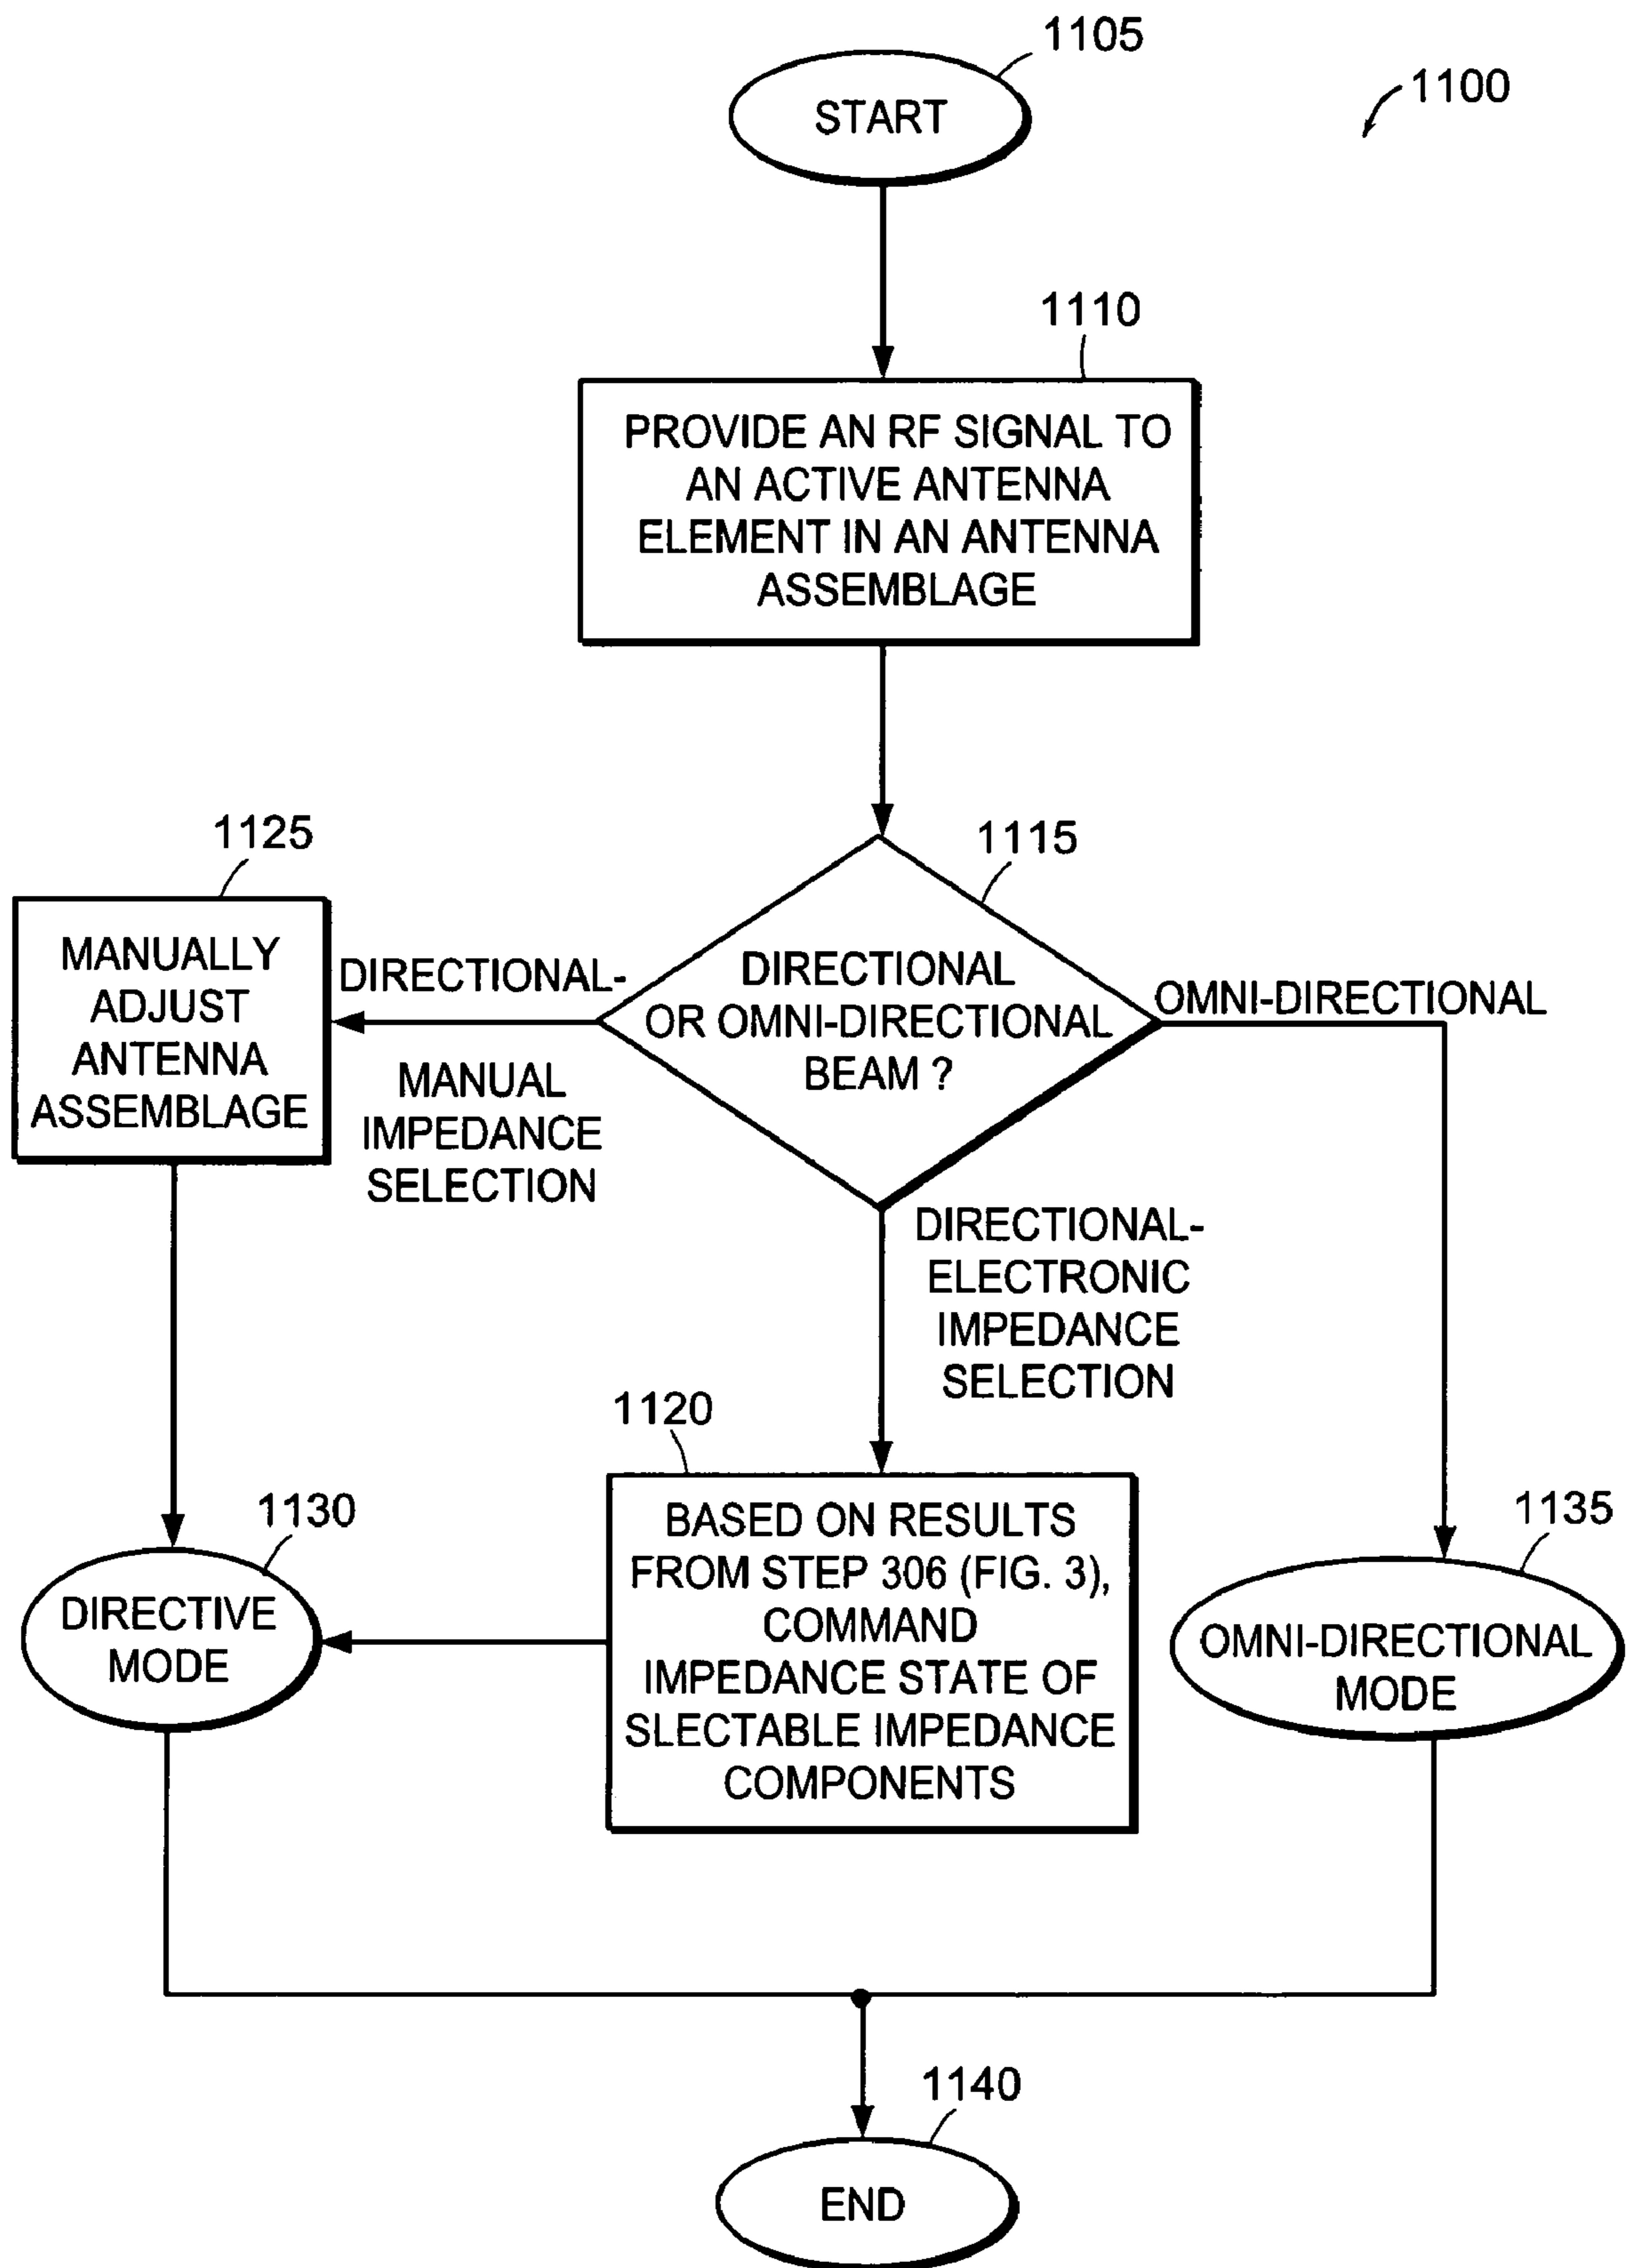 1105
START
1100
1110
PROVIDE AN RF SIGNAL TO
AN ACTIVE ANTENNA
ELEMENT IN AN ANTENNA
ASSEMBLAGE
1125
MANUALLY
ADJUST
ANTENNA
ASSEMBLAGE
DIRECTIONAL-
MANUAL
IMPEDANCE
SELECTION
1115
DIRECTIONAL
OR OMNI-DIRECTIONAL
BEAM ?
OMNI-DIRECTIONAL
DIRECTIONAL-
ELECTRONIC
IMPEDANCE
SELECTION
1120
BASED ON RESULTS
FROM STEP 306 (FIG. 3),
COMMAND
IMPEDANCE STATE OF
SLECTABLE IMPEDANCE
COMPONENTS
1130
DIRECTIVE
MODE
1135
OMNI-DIRECTIONAL
MODE
1140
END